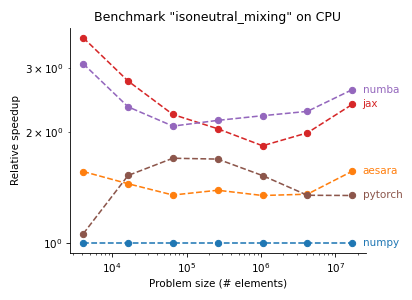 Benchmark "isoneutral_mixing" on CPU
Relative speedup
3 × 10⁰
2 × 10⁰
10⁰
numba
jax
aesara
pytorch
numpy
10⁴ 10⁵ 10⁶ 10⁷
Problem size (# elements)